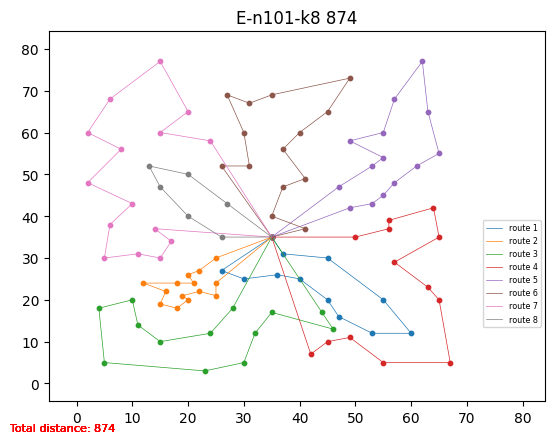 E-n101-k8 874
80
70
60
50
40
30
20
10
0
route 1
route 2
route 3
route 4
route 5
route 6
route 7
route 8
0 10 20 30 40 50 60 70 80
Total distance: 874